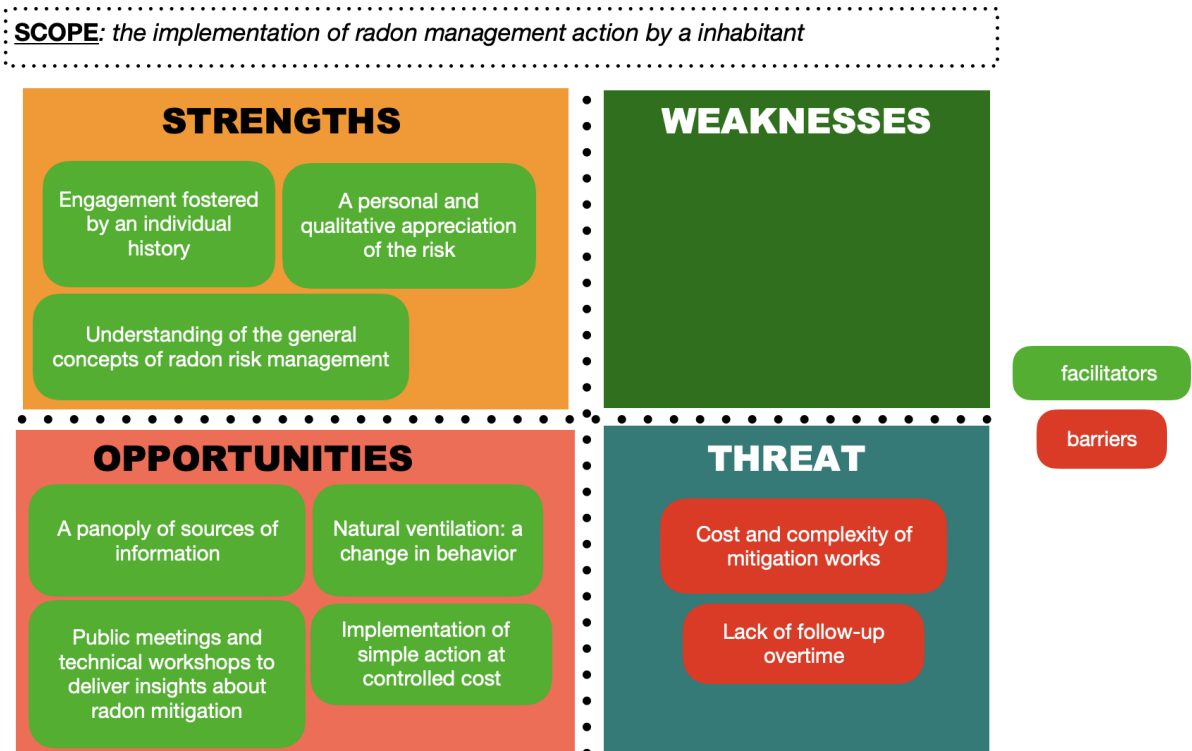 SCOPE: the implementation of radon management action by a inhabitant
STRENGTHS
Engagement fostered
by an individual
history
A personal and
qualitative appreciation
of the risk
Understanding of the general
concepts of radon risk management
WEAKNESSES
facilitators
barriers
OPPORTUNITIES
A panoply of sources of
information
Natural ventilation: a
change in behavior
Public meetings and
technical workshops to
deliver insights about
radon mitigation
Implementation of
simple action at
controlled cost
THREAT
Cost and complexity of
mitigation works
Lack of follow-up
overtime